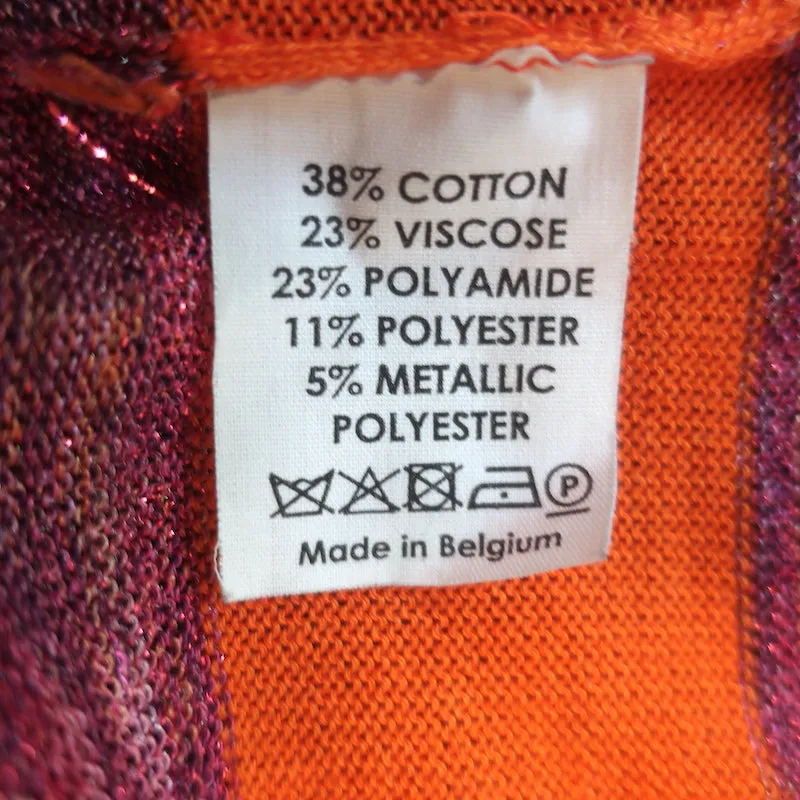 38% COTTON
23% VISCOSE
23% POLYAMIDE
11% POLYESTER
5% METALLIC
POLYESTER
P
Made in Belgium